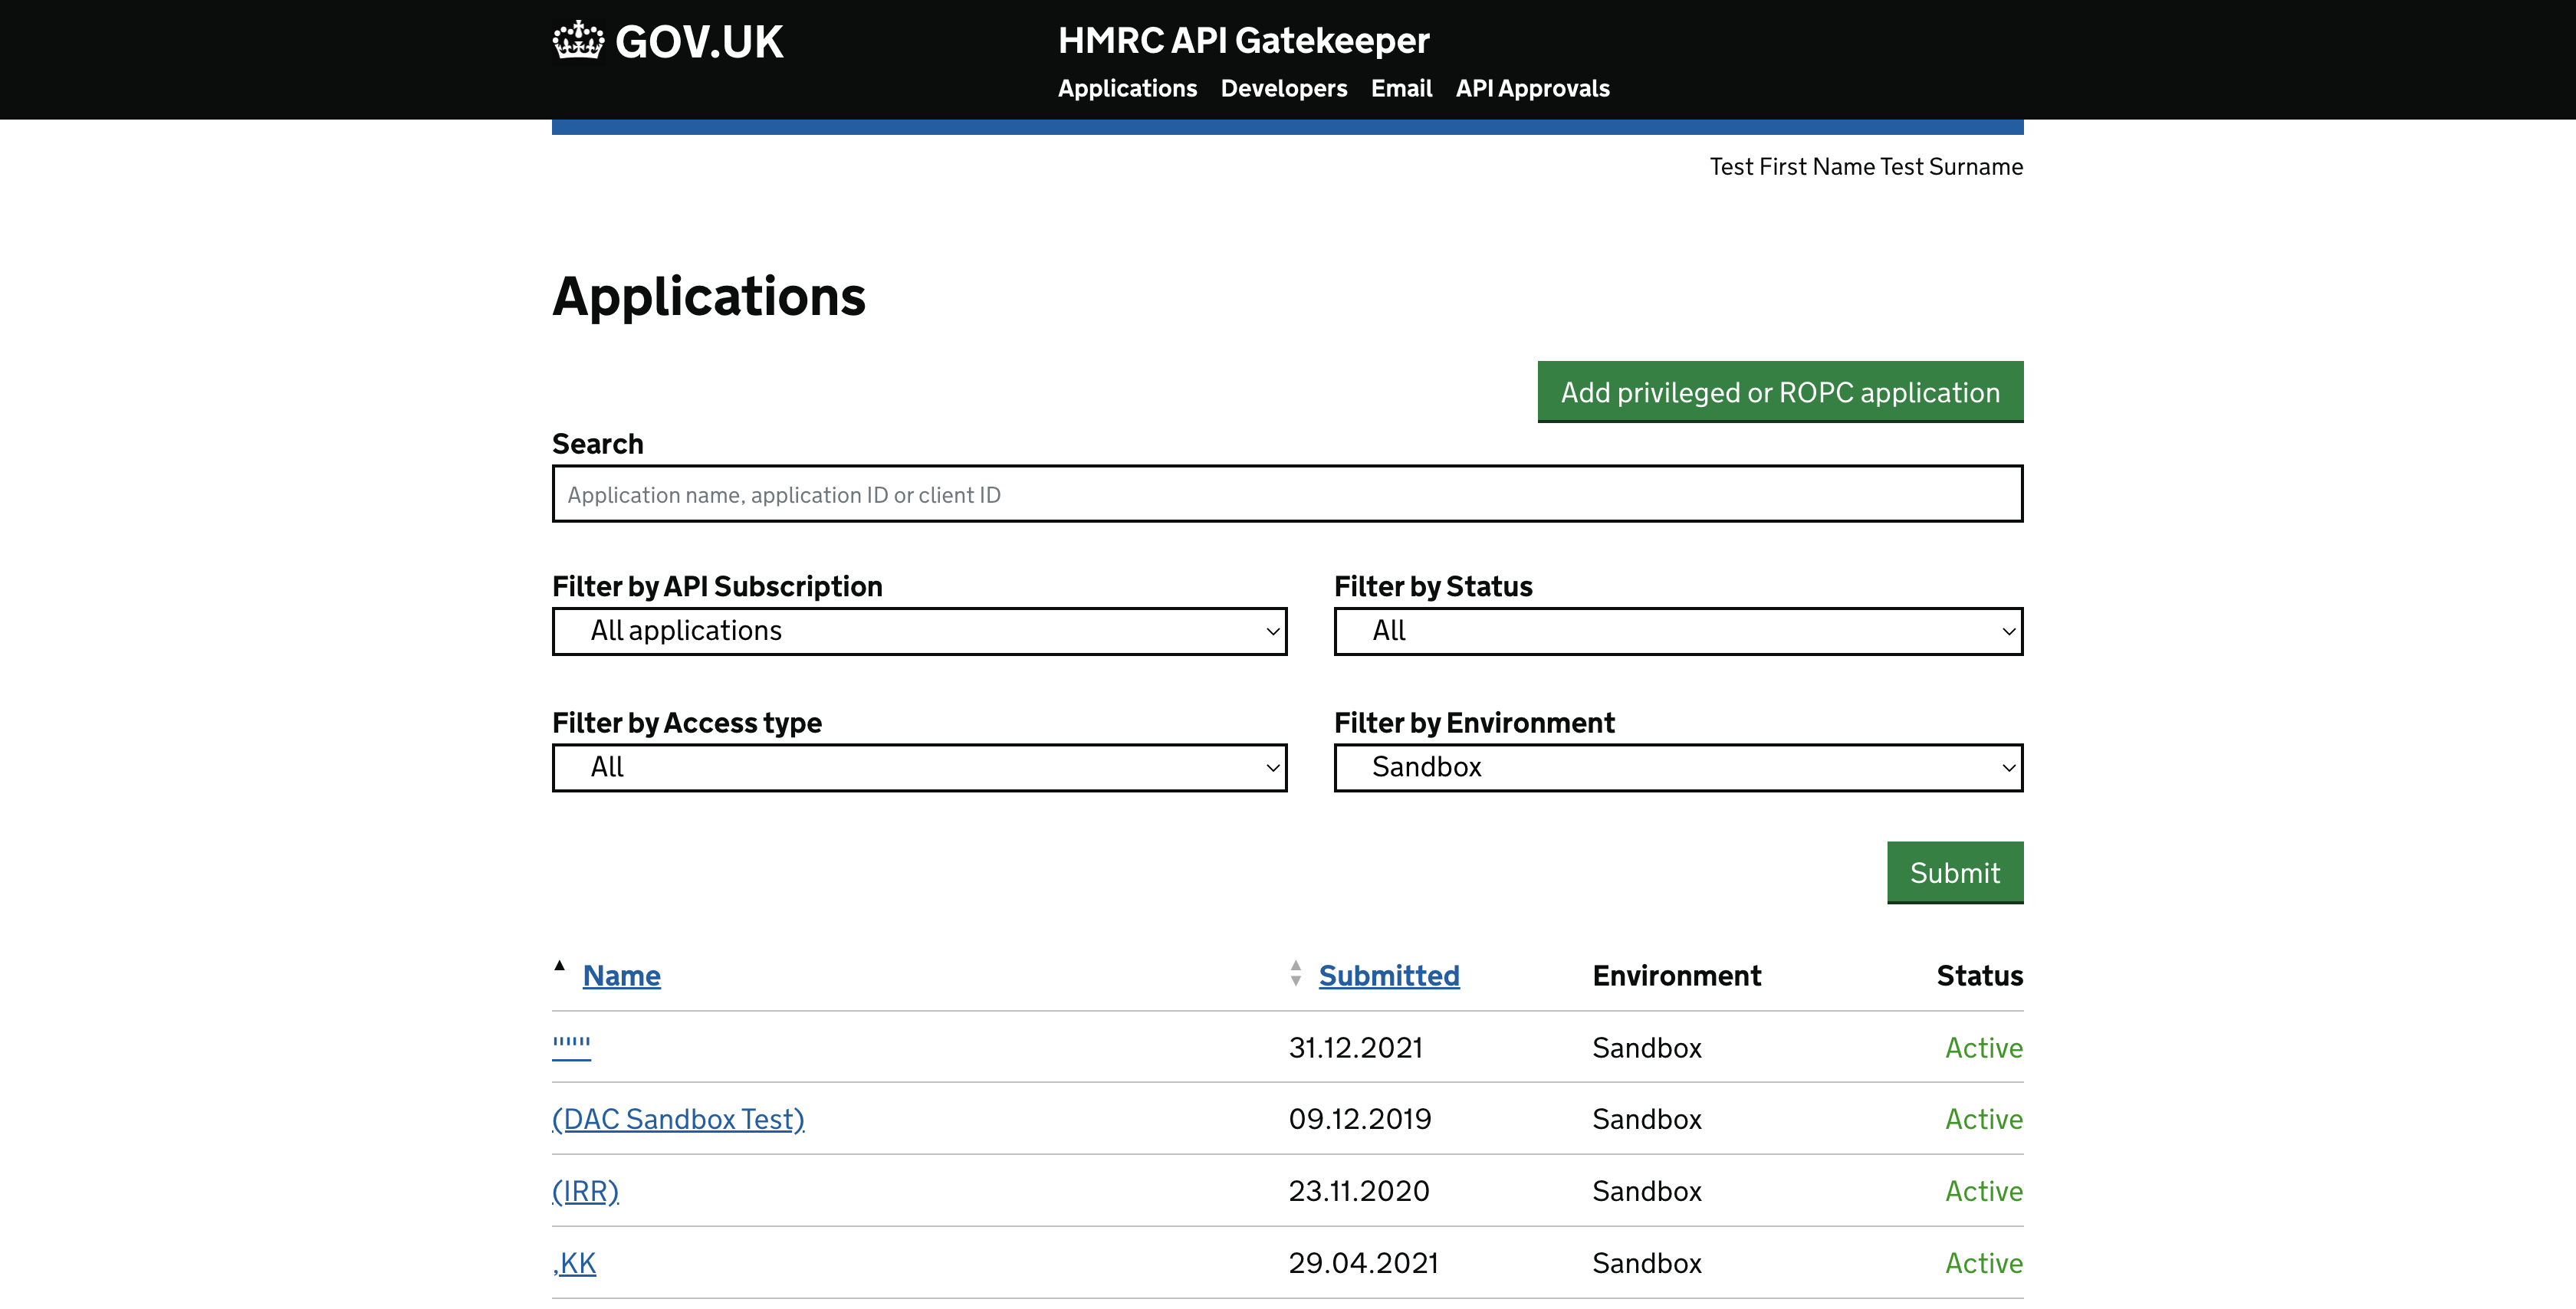 GOV.UK
HMRC API Gatekeeper
Applications Developers Email API Approvals
Test First Name Test Surname
Applications
Add privileged or ROPC application
Search
Application name, application ID or client ID
Filter by API Subscription Filter by Status
All applications All
Filter by Access type Filter by Environment
All Sandbox
Submit
Name Submitted Environment Status
"""" 31.12.2021 Sandbox Active
(DAC Sandbox Test) 09.12.2019 Sandbox Active
(IRR) 23.11.2020 Sandbox Active
,KK 29.04.2021 Sandbox Active